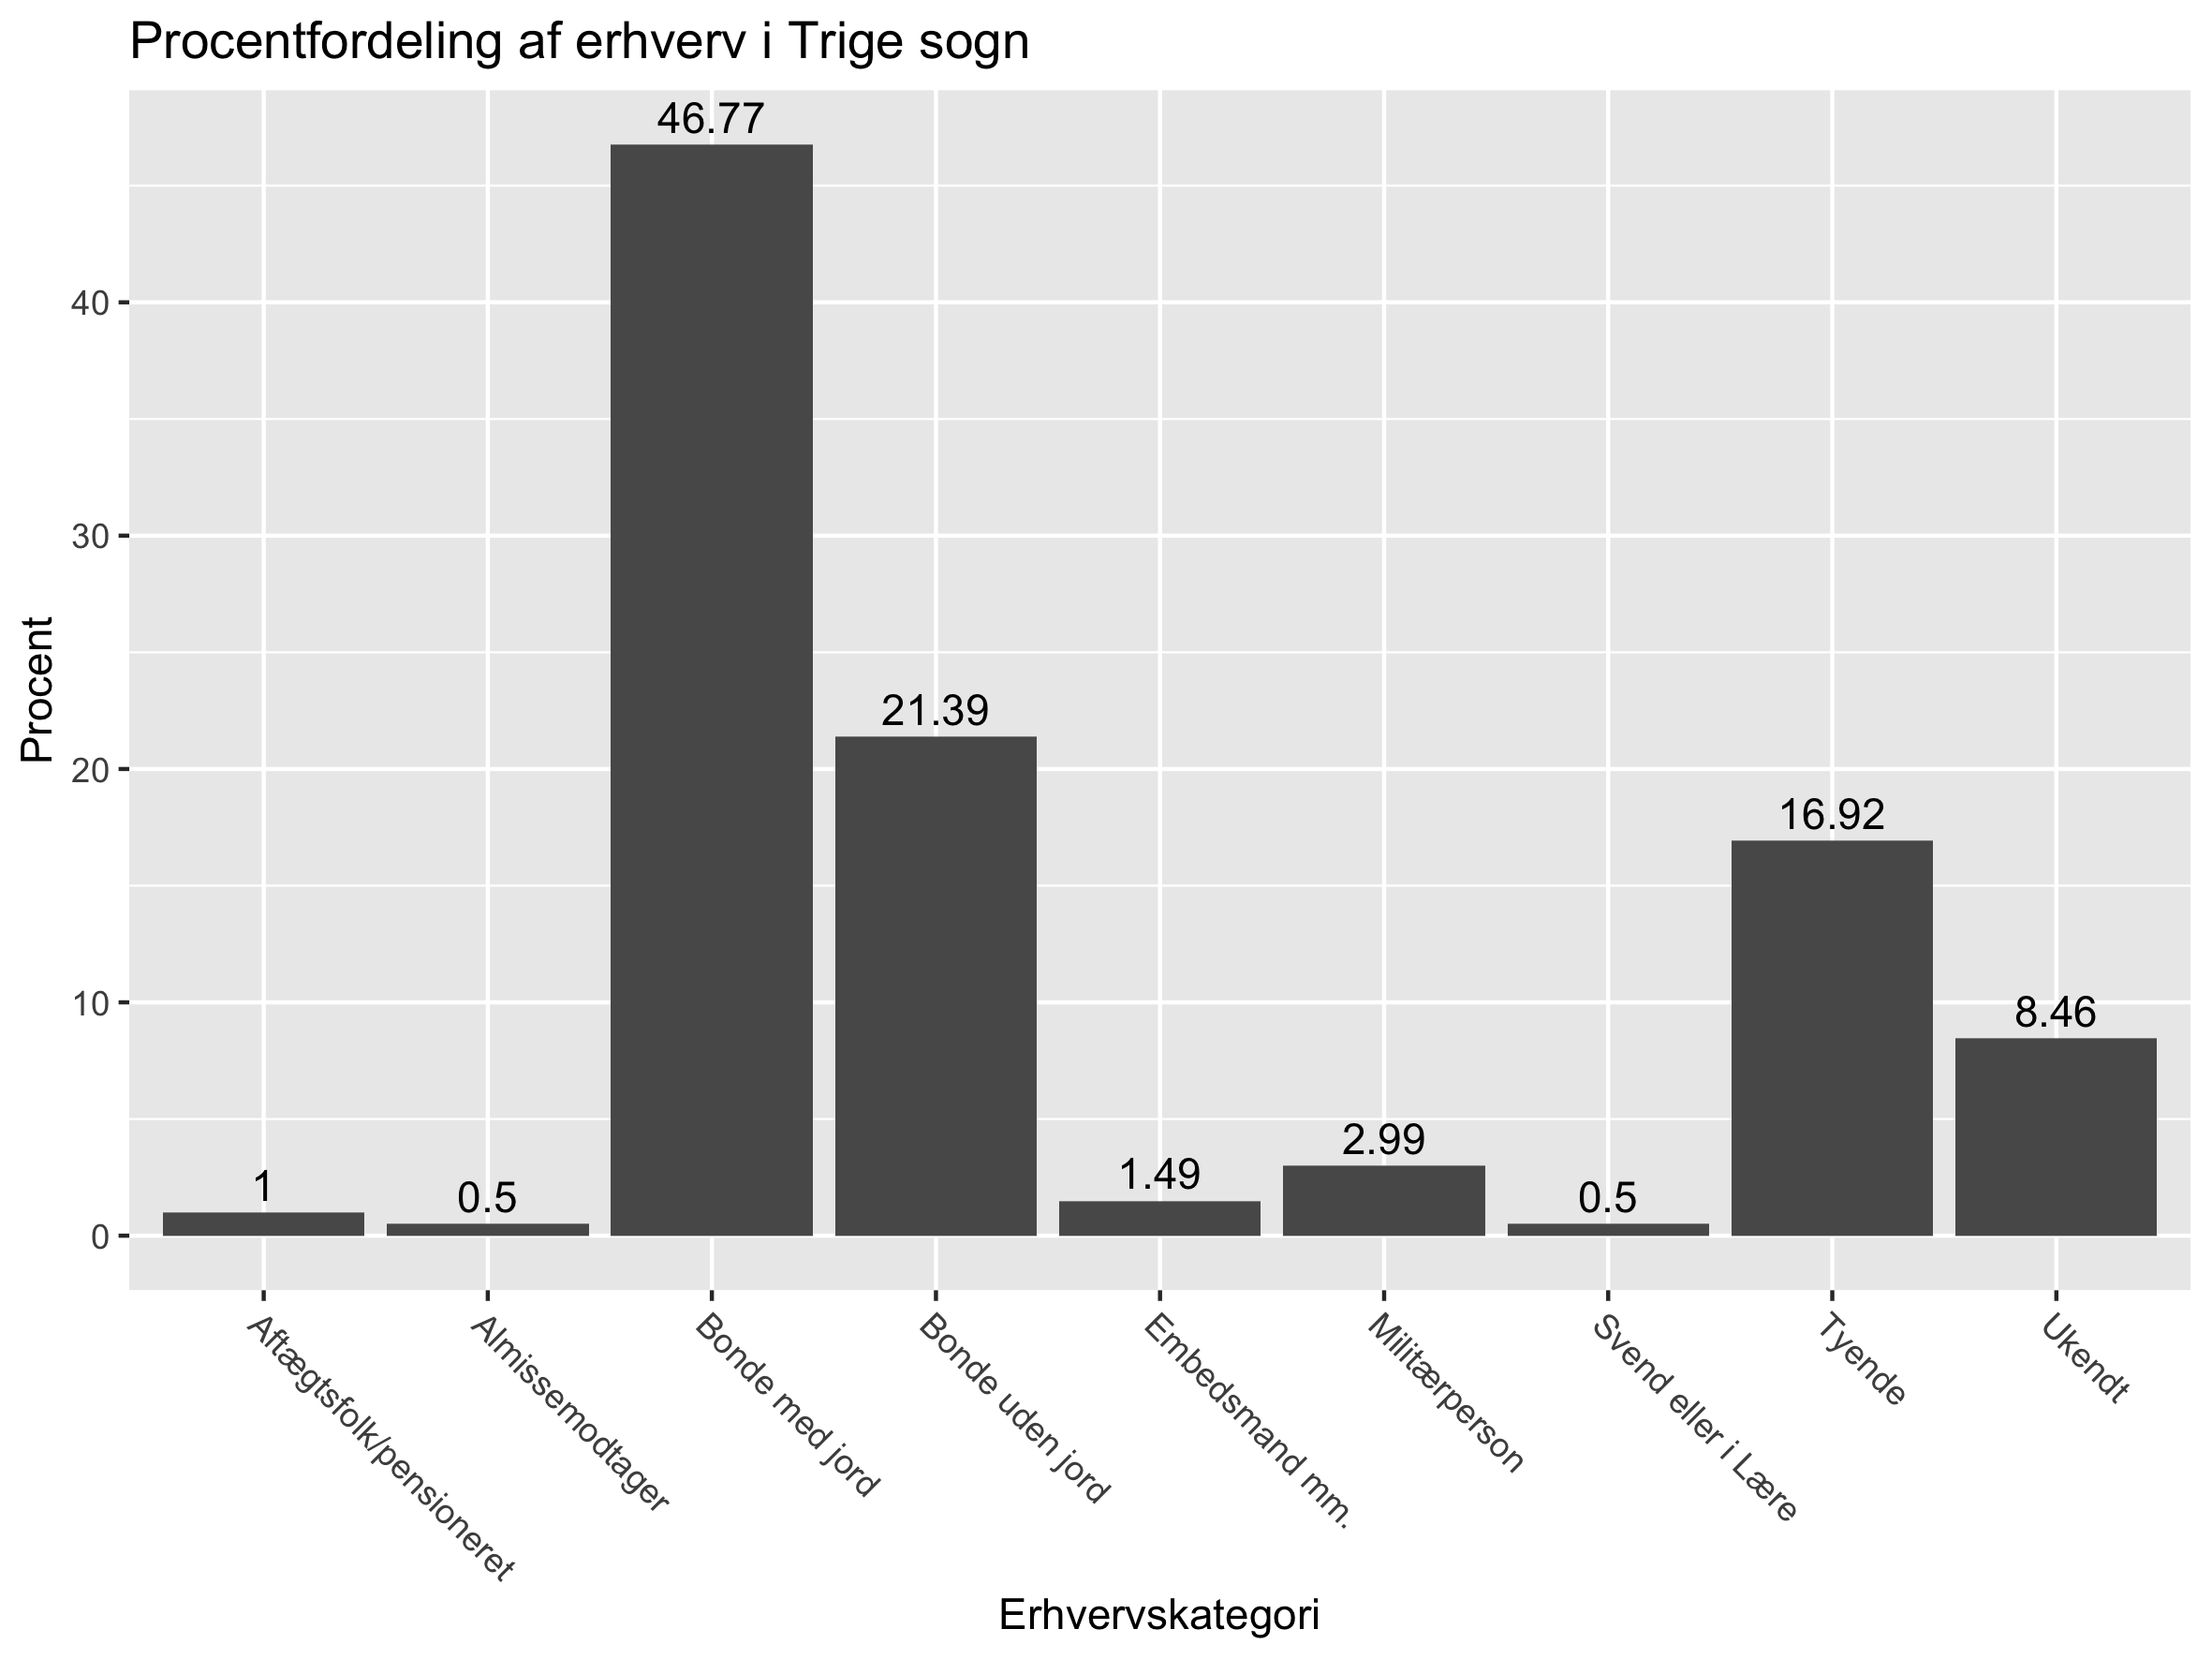 Procentfordeling af erhverv i Trige sogn
46.77
21.39
16.92
8.46
2.99
1.49
1
0.5
0.5
40
30
20
10
0
Procent
Aftægtsfolk/pensioneret
Almissemodtager
Bonde med jord
Bonde uden jord
Embedsmand mm.
Militærperson
Svend eller i Lære
Tyende
Ukendt
Erhvervskategori